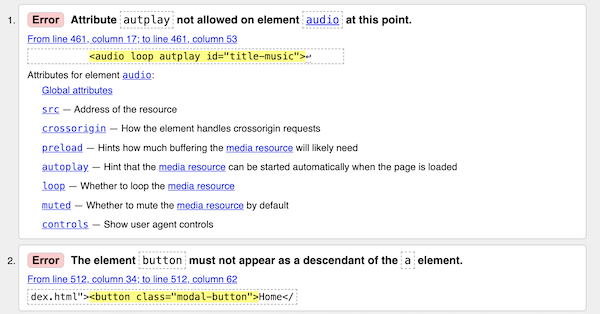 1. Error Attribute autplay not allowed on element audio at this point.
From line 461, column 17; to line 461, column 53
<audio loop autplay id="title-music">↩
Attributes for element audio:
Global attributes
src — Address of the resource
crossorigin — How the element handles crossorigin requests
preload — Hints how much buffering the media resource will likely need
autoplay — Hint that the media resource can be started automatically when the page is loaded
loop — Whether to loop the media resource
muted — Whether to mute the media resource by default
controls — Show user agent controls
2. Error The element button must not appear as a descendant of the a element.
From line 512, column 34; to line 512, column 62
dex.html"><button class="modal-button">Home</